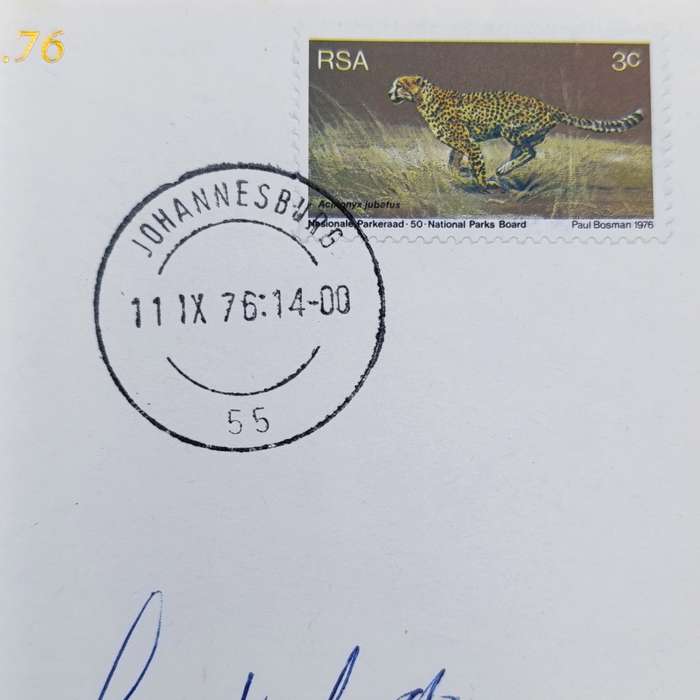 .76
RSA 3c
Acinonyx jubatus
Nasionale Parkeraad · 50 · National Parks Board Paul Bosman 1976
JOHANNESBURG
11 IX 76:14-00
55